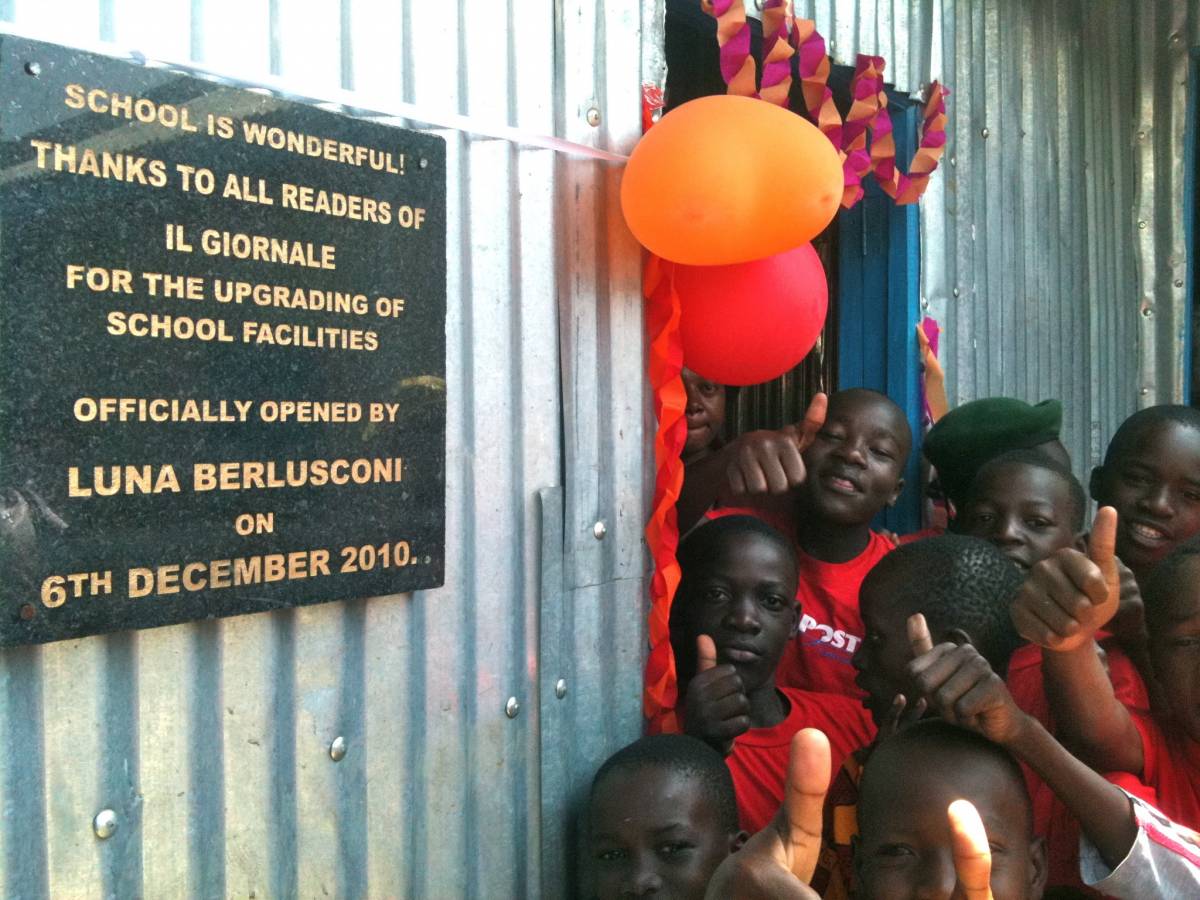 SCHOOL IS WONDERFUL!
THANKS TO ALL READERS OF
IL GIORNALE
FOR THE UPGRADING OF
SCHOOL FACILITIES
OFFICIALLY OPENED BY
LUNA BERLUSCONI
ON
6TH DECEMBER 2010.
POST